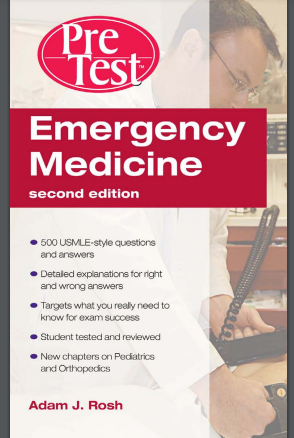 Pre
Test™
Emergency
Medicine
second edition
500 USMLE-style questions
and answers
Detailed explanations for right
and wrong answers
Targets what you really need to
know for exam success
Student tested and reviewed
New chapters on Pediatrics
and Orthopedics
Adam J. Rosh